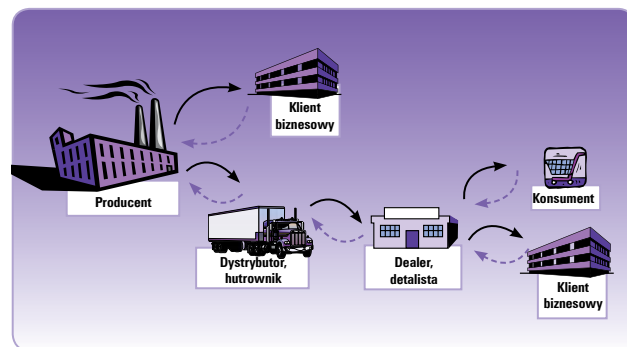 Klient
biznesowy
Producent
Dystrybutor,
hutrownik
Dealer,
detalista
Konsument
Klient
biznesowy